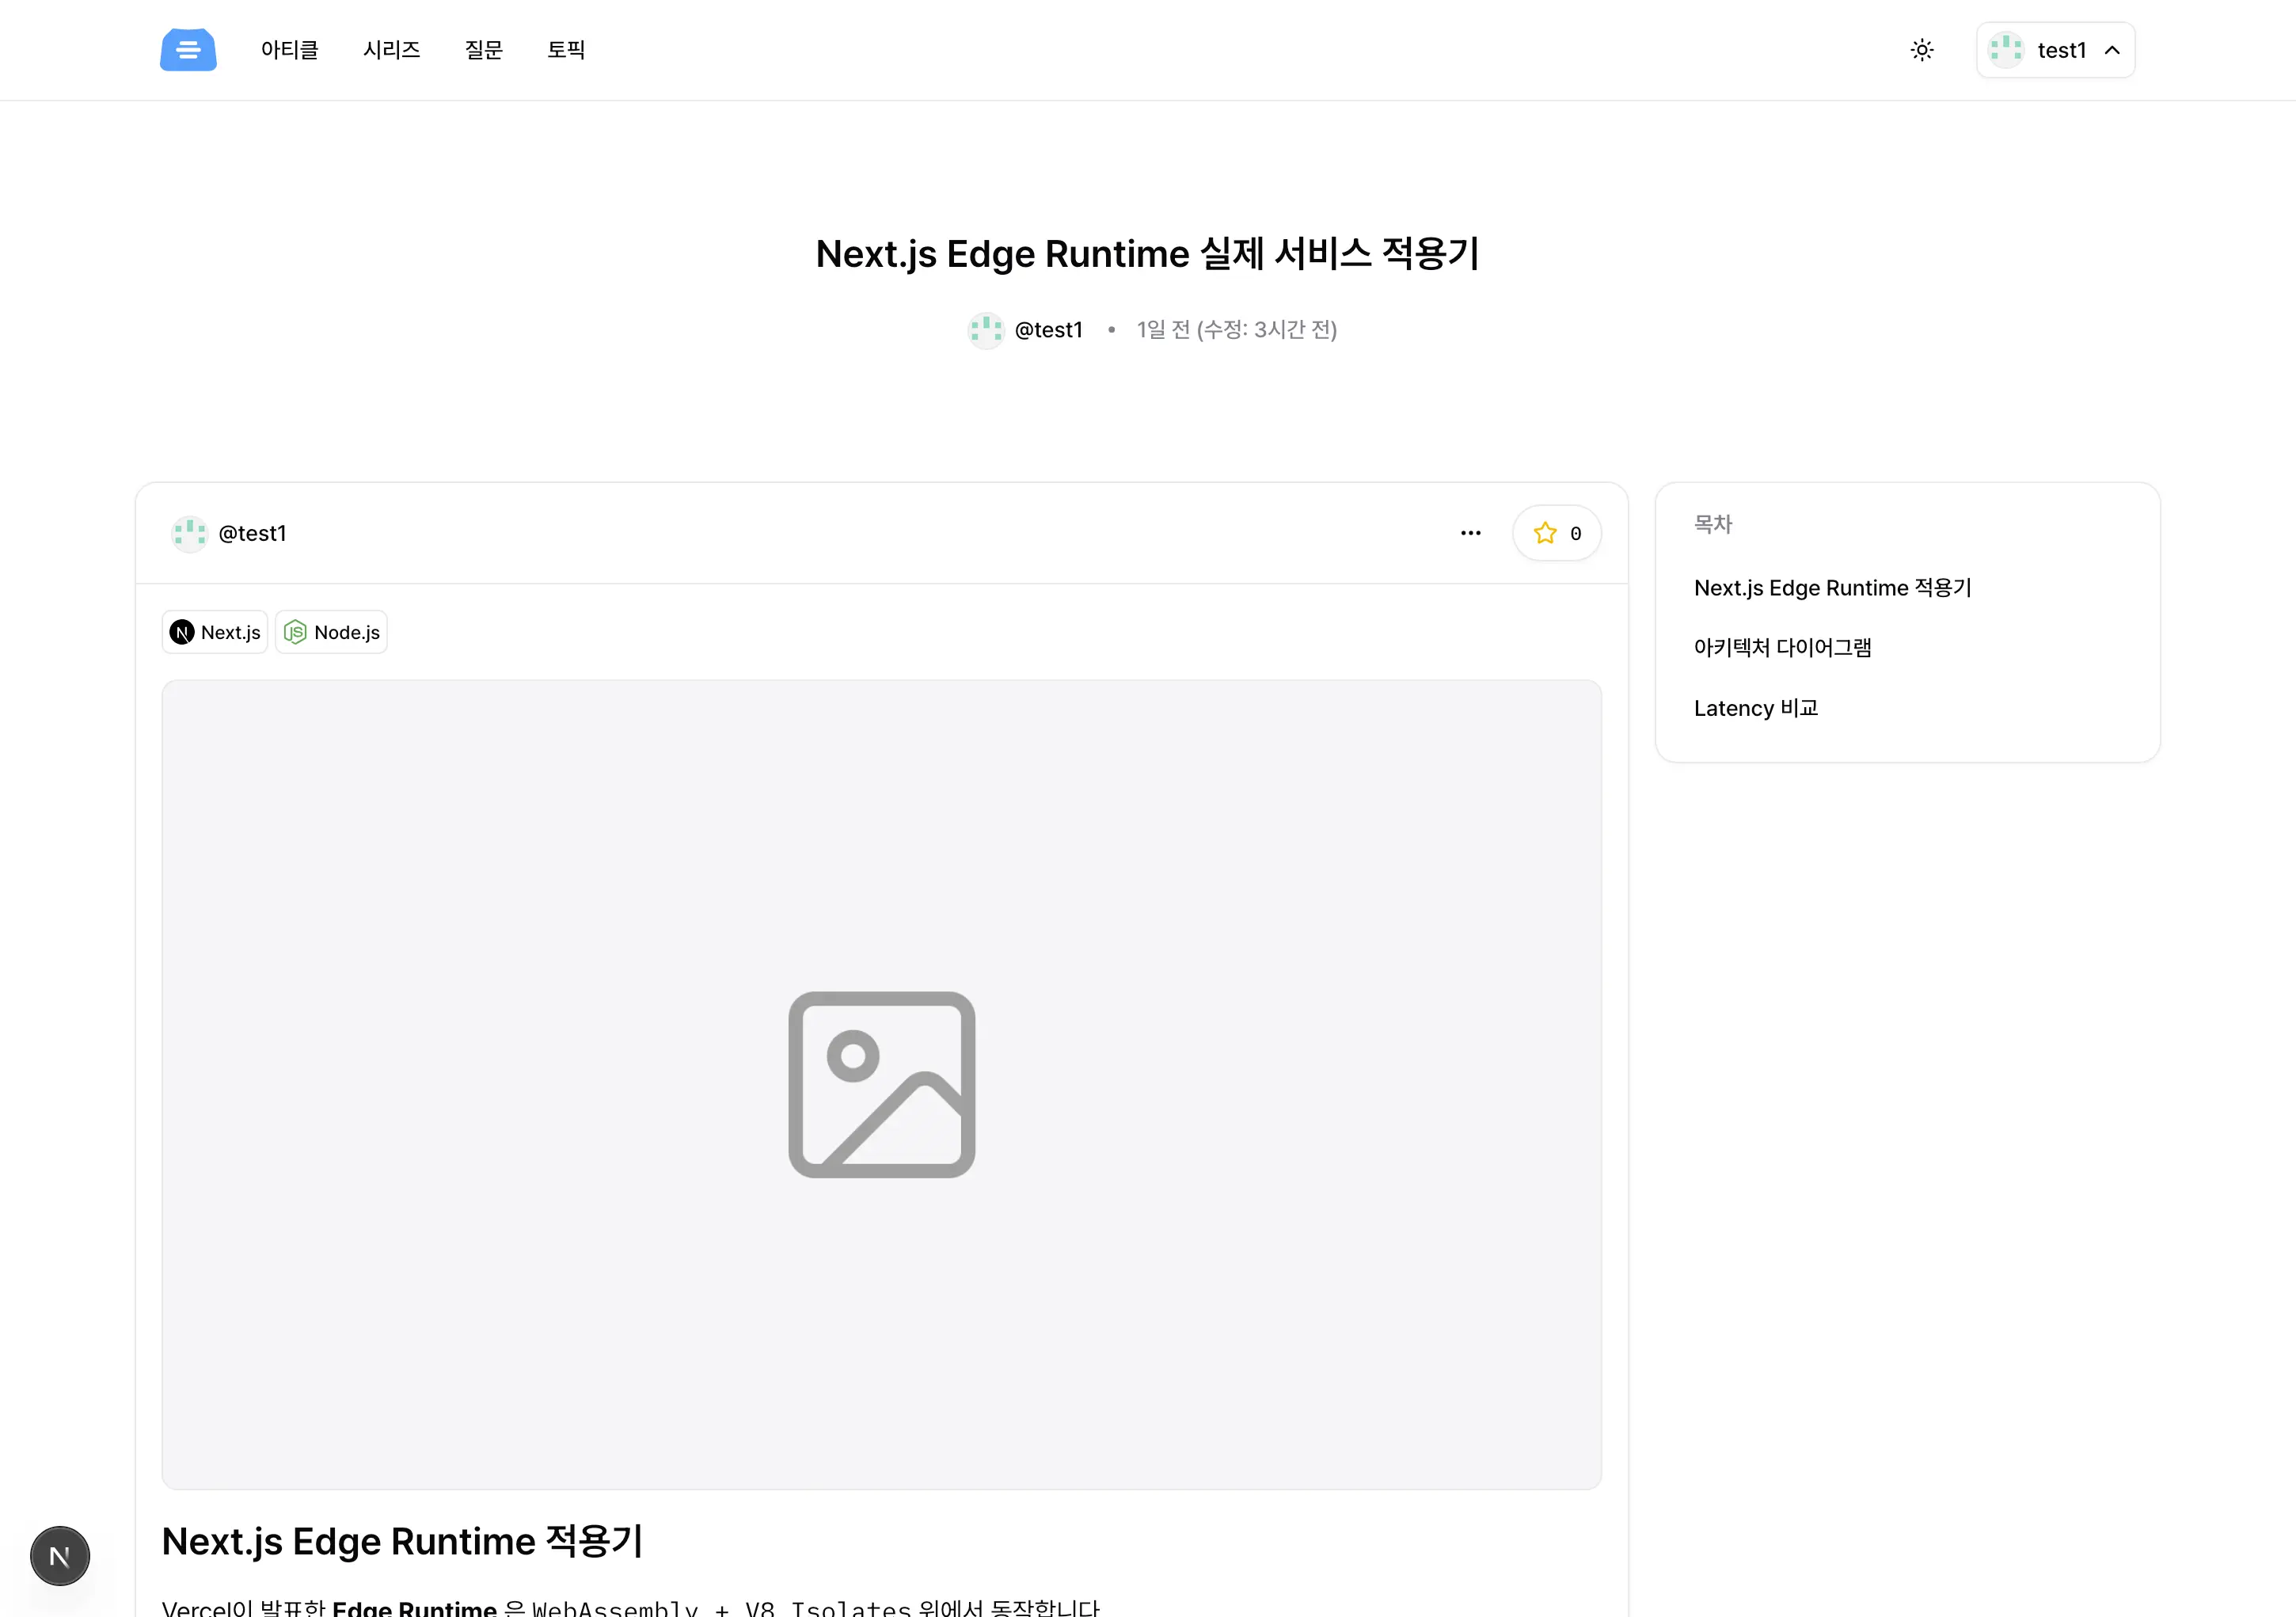 아티클 시리즈 질문 토픽 test1
Next.js Edge Runtime 실제 서비스 적용기
@test1 • 1일 전 (수정: 3시간 전)
@test1 ... 0
Next.js Node.js
목차
Next.js Edge Runtime 적용기
아키텍처 다이어그램
Latency 비교
Next.js Edge Runtime 적용기
N
Vercel이 발표한 Edge Runtime 은 WebAssembly + V8 Isolates 위에서 동작합니다